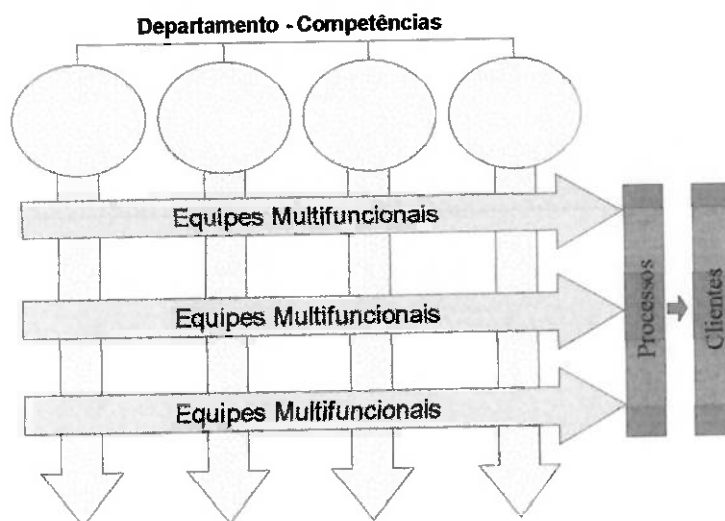 Departamento - Competências
Equipes Multifuncionais
Equipes Multifuncionais
Equipes Multifuncionais
Processos
Clientes